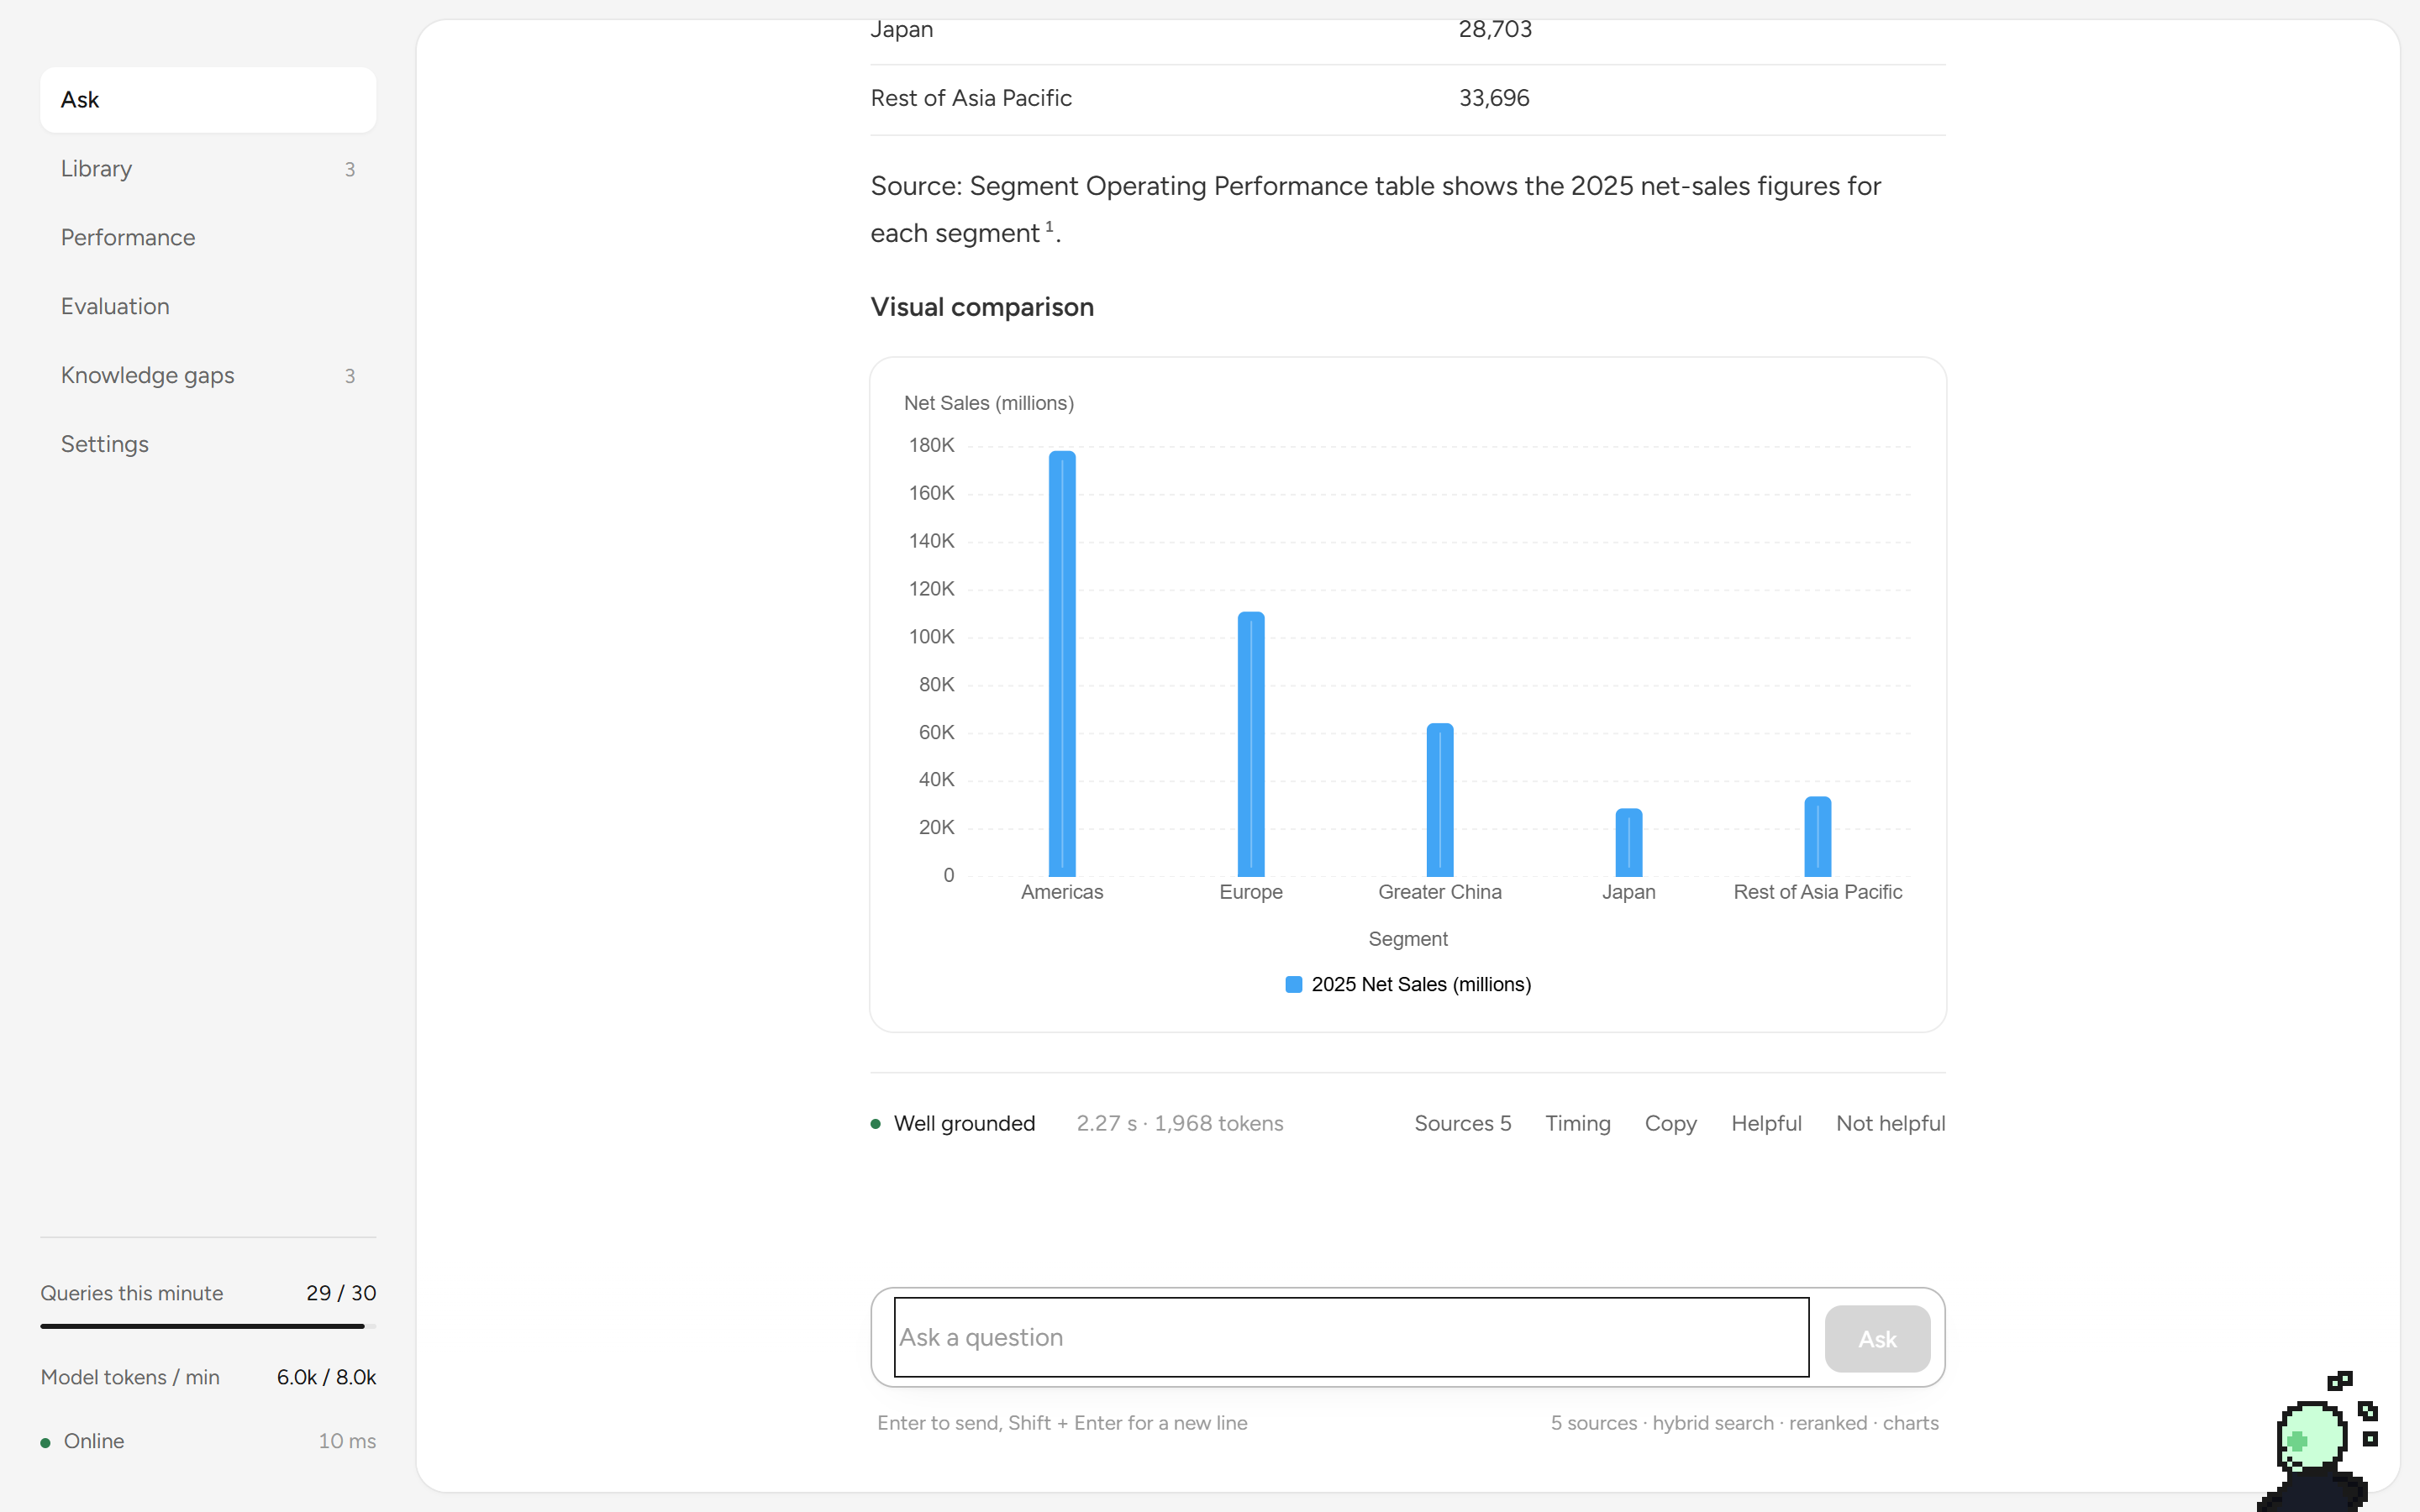 Ask
Library 3
Performance
Evaluation
Knowledge gaps 3
Settings
Queries this minute 29 / 30
Model tokens / min 6.0k / 8.0k
Online 10 ms
Japan 28,703
Rest of Asia Pacific 33,696
Source: Segment Operating Performance table shows the 2025 net-sales figures for
each segment 1.
Visual comparison
Net Sales (millions)
180K
160K
140K
120K
100K
80K
60K
40K
20K
0
Americas Europe Greater China Japan Rest of Asia Pacific
Segment
2025 Net Sales (millions)
Well grounded 2.27 s · 1,968 tokens Sources 5 Timing Copy Helpful Not helpful
Ask a question Ask
Enter to send, Shift + Enter for a new line 5 sources · hybrid search · reranked · charts